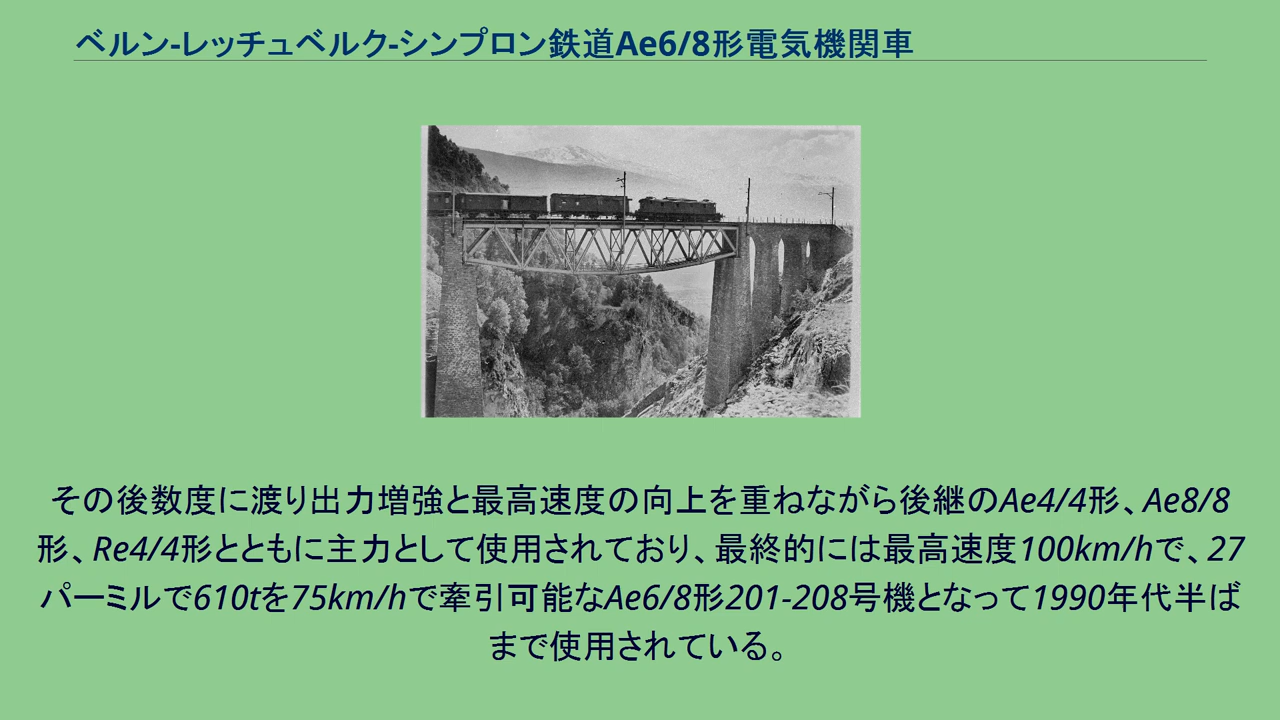 ベルン-レッチュベルク-シンプロン鉄道Ae6/8形電気機関車
その後数度に渡り出力増強と最高速度の向上を重ねながら後継のAe4/4形、Ae8/8
形、Re4/4形とともに主力として使用されており、最終的には最高速度100km/hで、27
パーミルで610tを75km/hで牽引可能なAe6/8形201-208号機となって1990年代半ば
まで使用されている。